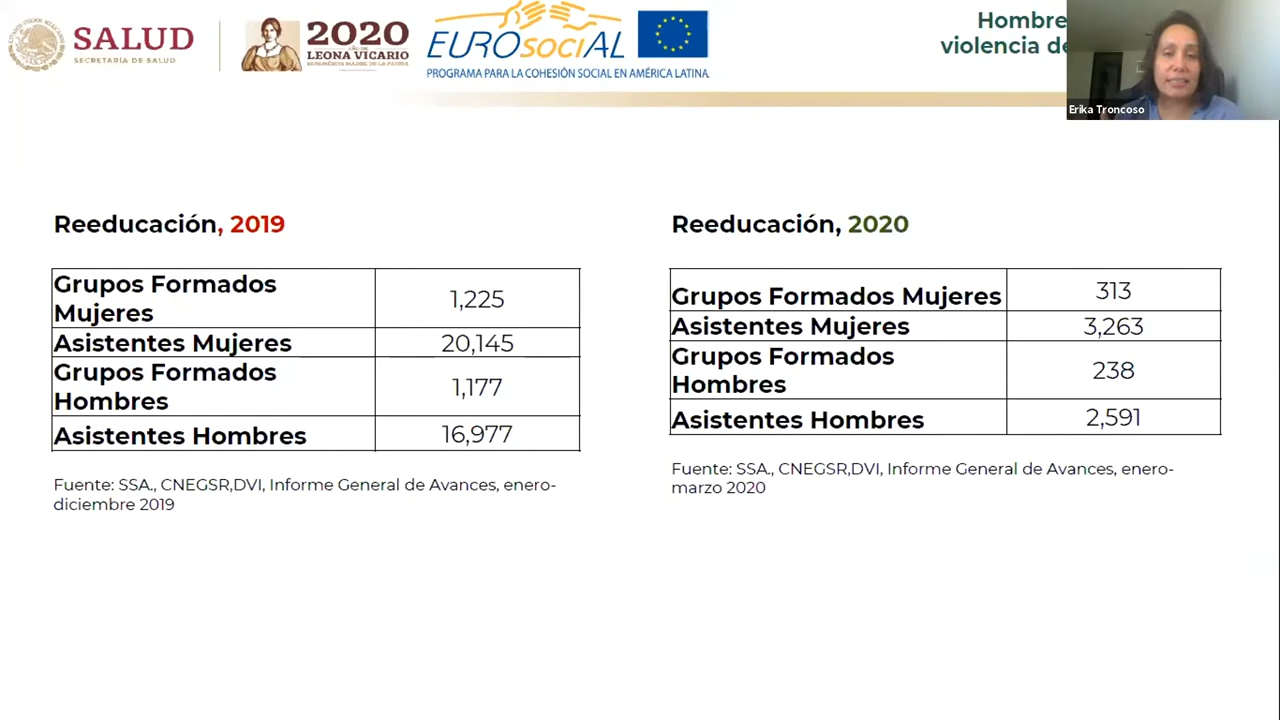 SALUD
SECRETARÍA DE SALUD
2020
LEONA VICARIO
EUROsociAL
PROGRAMA PARA LA COHESIÓN SOCIAL EN AMÉRICA LATINA
Hombre
violencia de
Erika Troncoso
Reeducación, 2019
Grupos Formados
Mujeres
1,225
Asistentes Mujeres 20,145
Grupos Formados
Hombres
1,177
Asistentes Hombres 16,977
Fuente: SSA., CNEGSR,DVI, Informe General de Avances, enero-
diciembre 2019
Reeducación, 2020
Grupos Formados Mujeres 313
Asistentes Mujeres 3,263
Grupos Formados
Hombres
238
Asistentes Hombres 2,591
Fuente: SSA., CNEGSR,DVI, Informe General de Avances, enero-
marzo 2020